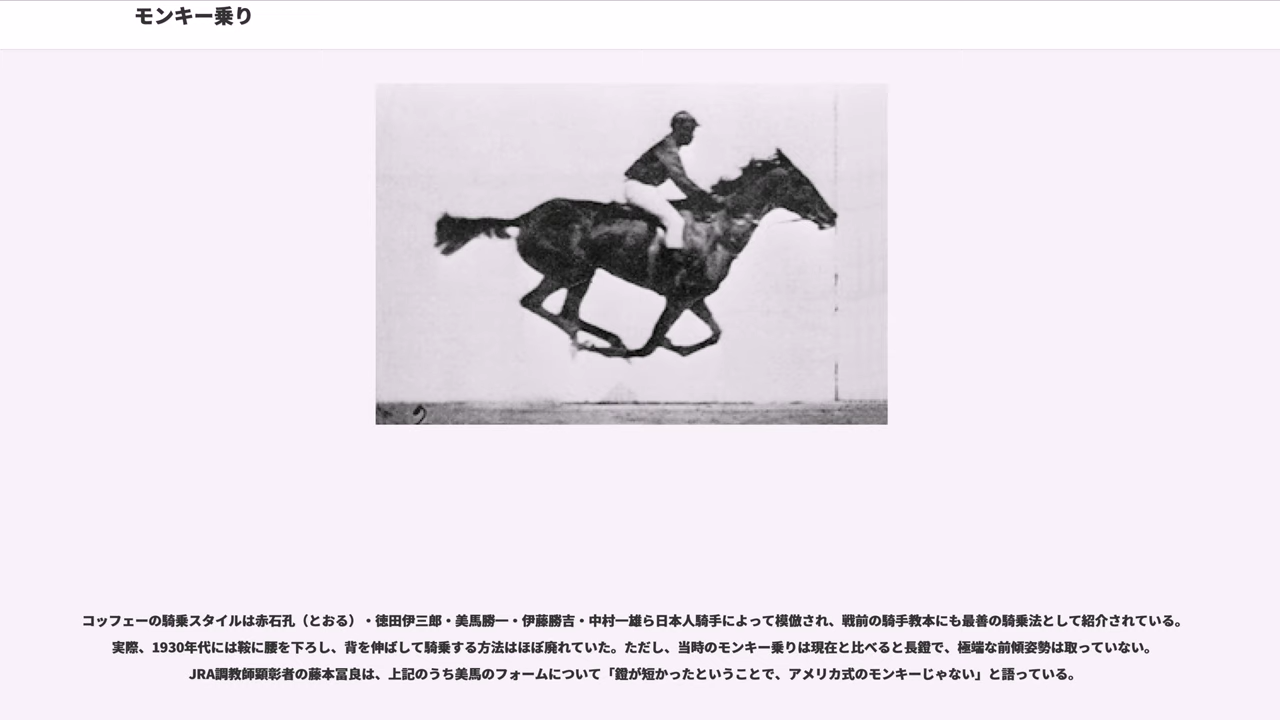 モンキー乗り
コッフェーの騎乗スタイルは赤石孔（とおる）・徳田伊三郎・美馬勝一・伊藤勝吉・中村一雄ら日本人騎手によって模倣され、戦前の騎手教本にも最善の騎乗法として紹介されている。
実際、1930年代には鞍に腰を下ろし、背を伸ばして騎乗する方法はほぼ廃れていた。ただし、当時のモンキー乗りは現在と比べると長鐙で、極端な前傾姿勢は取っていない。
JRA調教師顕彰者の藤本冨良は、上記のうち美馬のフォームについて「鐙が短かったということで、アメリカ式のモンキーじゃない」と語っている。